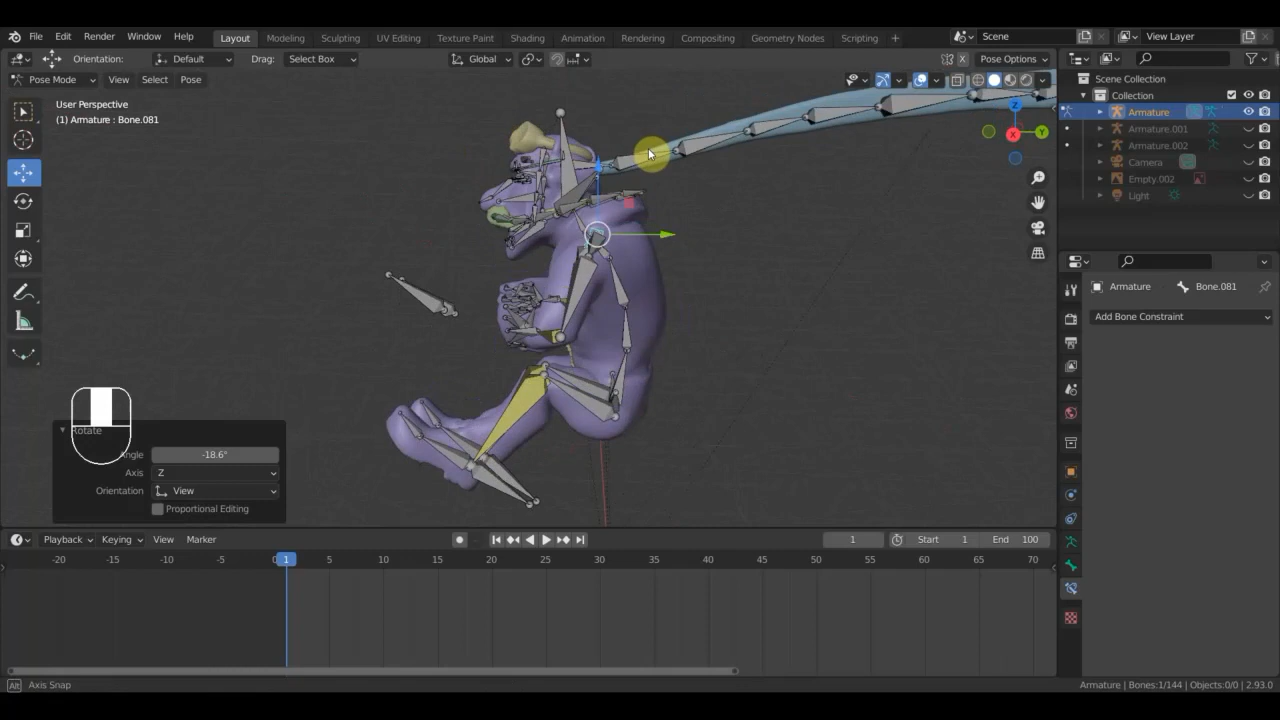 File Edit Render Window Help Layout Modeling Sculpting UV Editing Texture Paint Shading Animation Rendering Compositing Geometry Nodes Scripting + Scene View Layer
Orientation: Default Drag: Select Box Global X Pose Options
Pose Mode View Select Pose
Scene Collection
Collection
User Perspective
(1) Armature : Bone.081
Z
Y
X
Armature
Armature.001
Armature.002
Camera
Empty.002
Light
Armature Bone.081
Add Bone Constraint
Rotate
Angle -18.6°
Axis Z
Orientation View
Proportional Editing
Playback Keying View Marker 1 Start 1 End 100
-20 -15 -10 -5 0 1 5 10 15 20 25 30 35 40 45 50 55 60 65 70
Alt Axis Snap Armature | Bones:1/144 | Objects:0/0 | 2.93.0